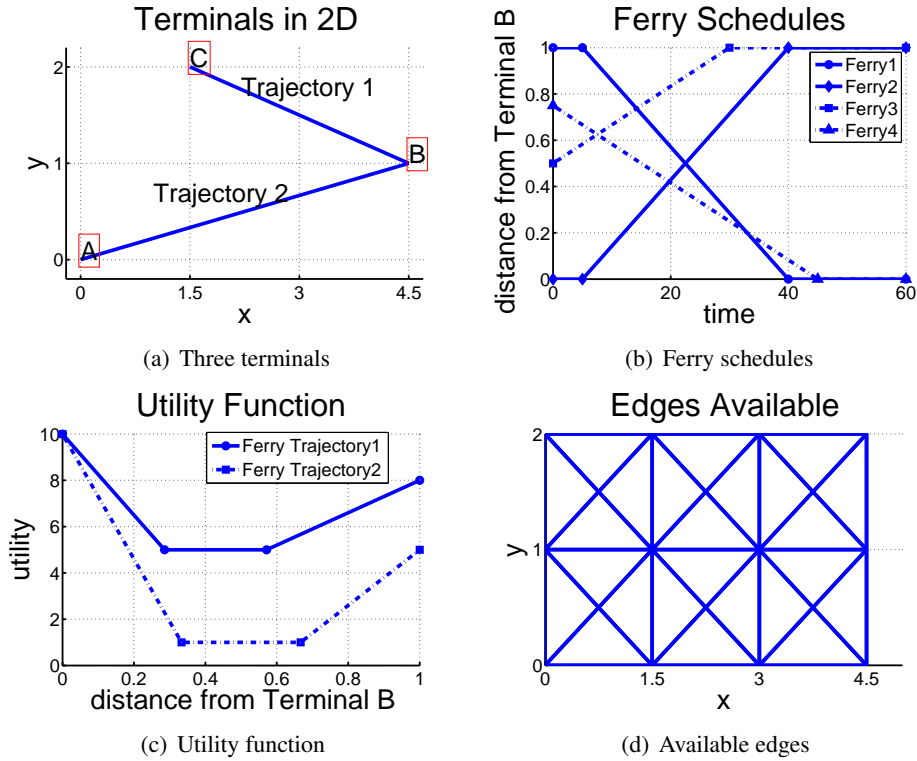 Terminals in 2D
y
2
1
0
C
Trajectory 1
B
Trajectory 2
A
0
1.5
3
4.5
x
(a) Three terminals
Ferry Schedules
distance from Terminal B
1
0.8
0.6
0.4
0.2
0
Ferry1
Ferry2
Ferry3
Ferry4
0
20
40
60
time
(b) Ferry schedules
Utility Function
utility
10
8
6
4
2
0
Ferry Trajectory1
Ferry Trajectory2
0
0.2
0.4
0.6
0.8
1
distance from Terminal B
(c) Utility function
Edges Available
y
2
1
0
0
1.5
3
4.5
x
(d) Available edges